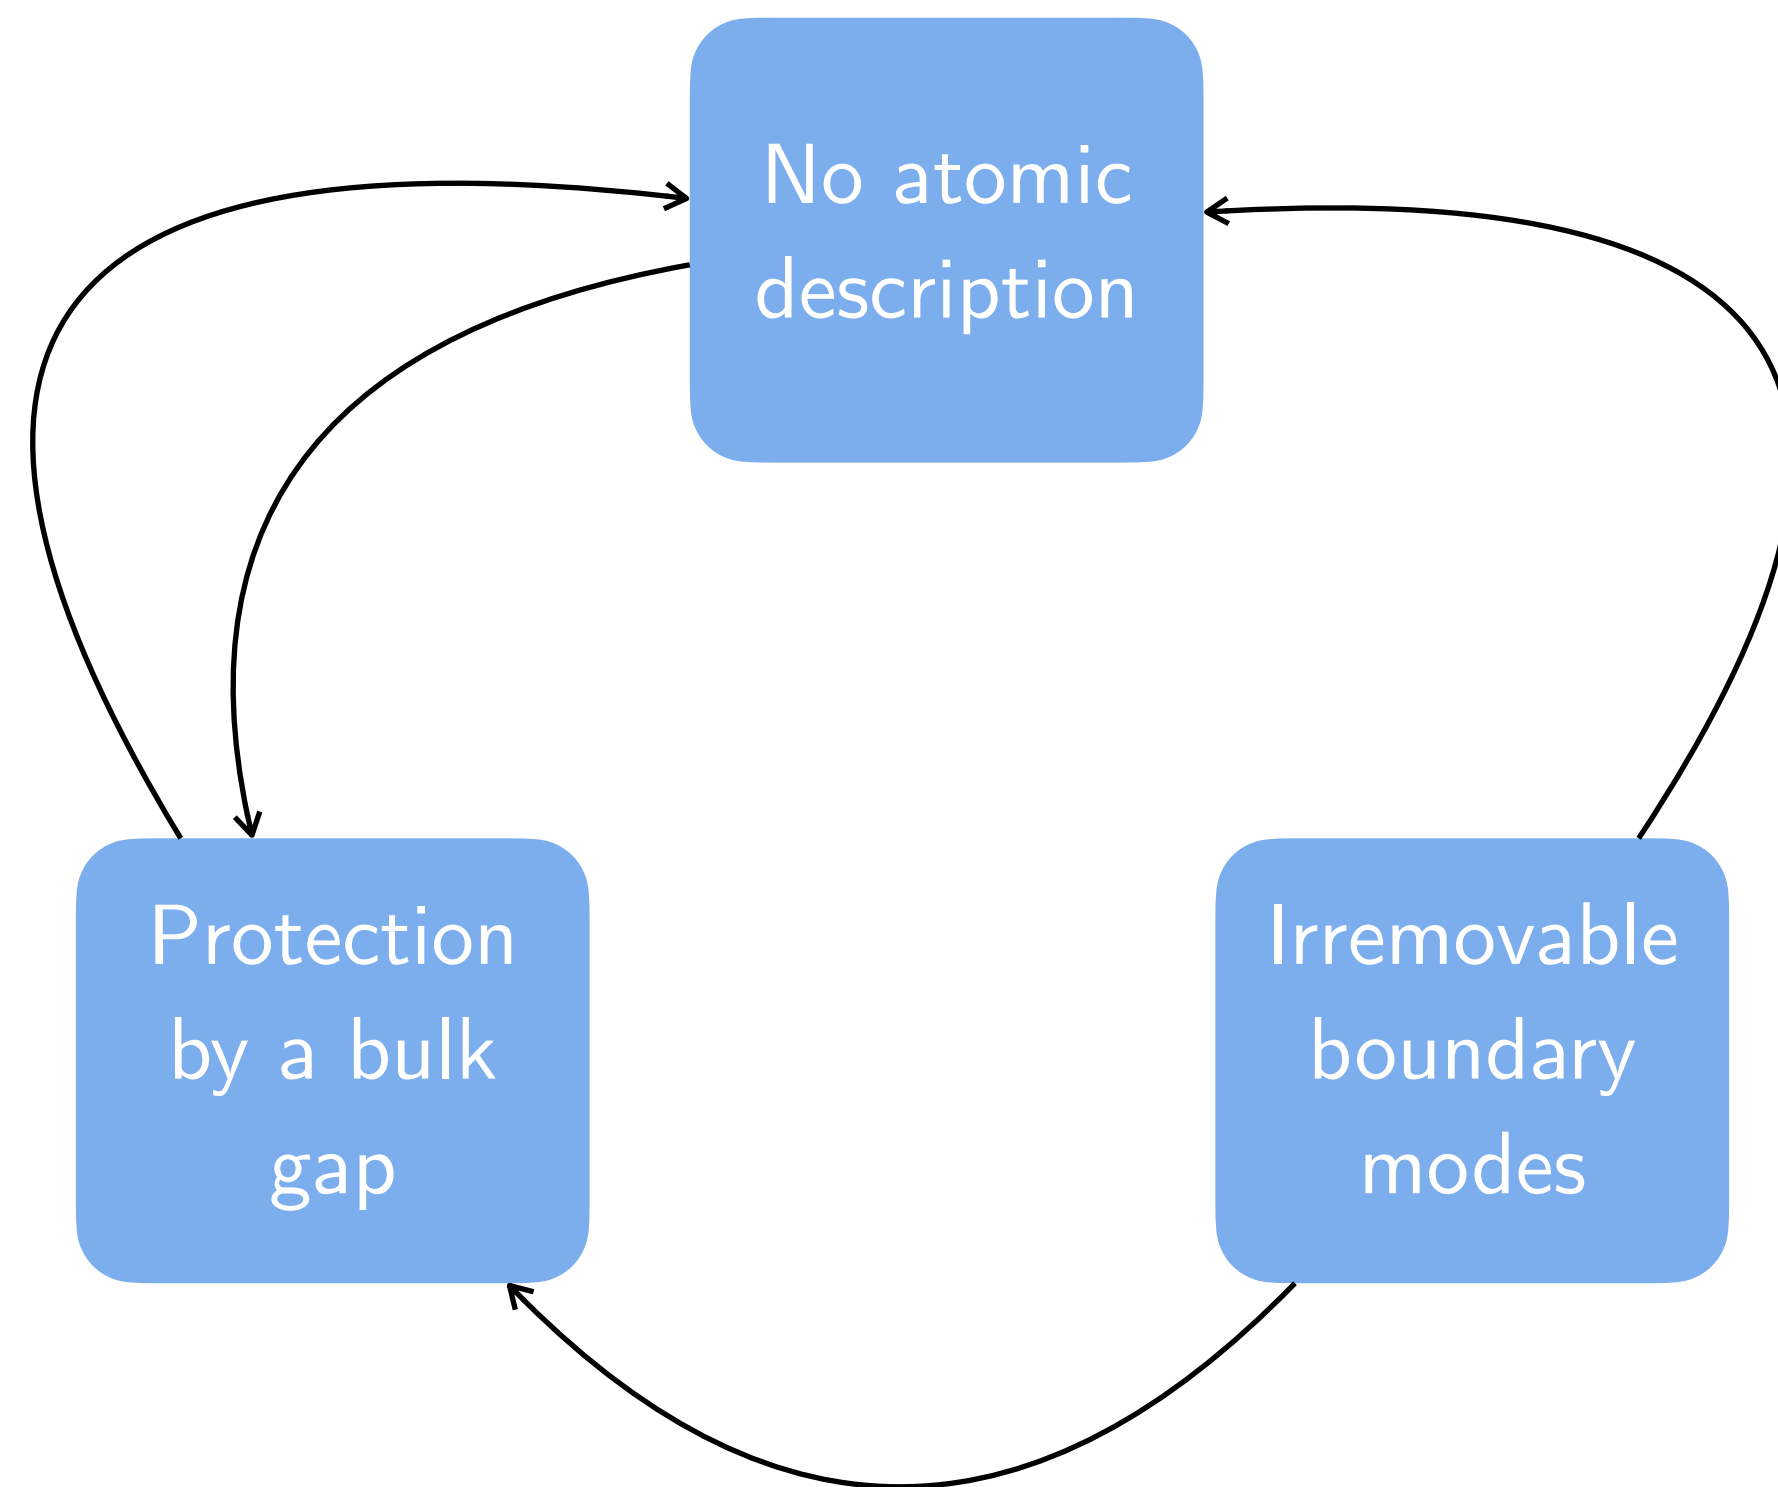 No atomic
description
Protection
by a bulk
gap
Irremovable
boundary
modes